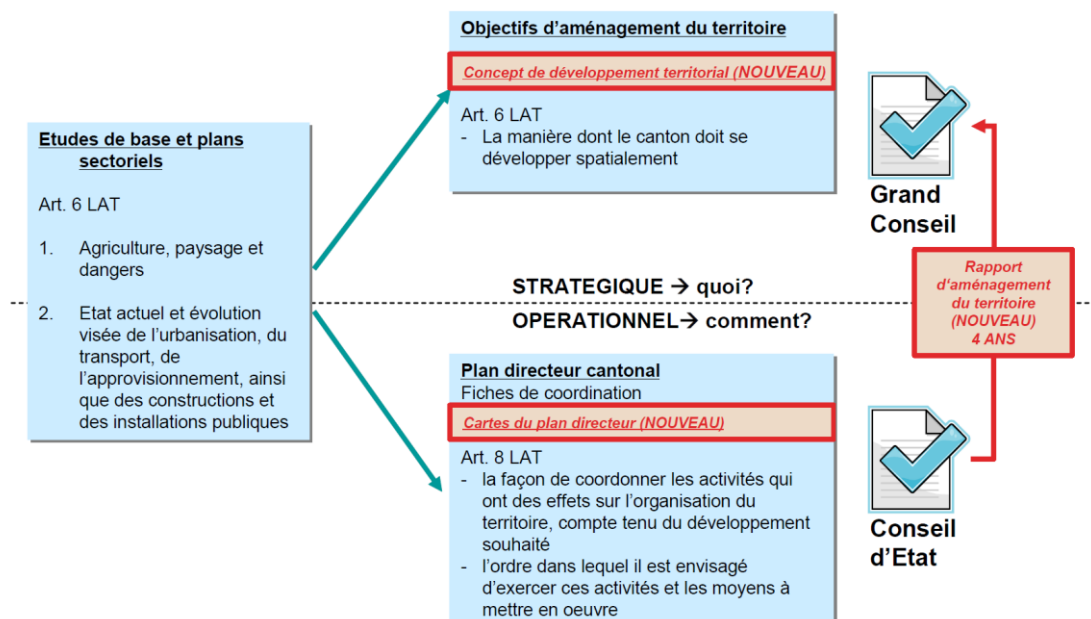 Etudes de base et plans
sectoriels
Art. 6 LAT
1. Agriculture, paysage et
dangers
2. Etat actuel et évolution
visée de l'urbanisation, du
transport, de
l'approvisionnement, ainsi
que des constructions et
des installations publiques
Objectifs d'aménagement du territoire
Concept de développement territorial (NOUVEAU)
Art. 6 LAT
- La manière dont le canton doit se
développer spatialement
Grand
Conseil
STRATEGIQUE → quoi?
OPERATIONNEL→ comment?
Rapport
d'aménagement
du territoire
(NOUVEAU)
4 ANS
Plan directeur cantonal
Fiches de coordination
Cartes du plan directeur (NOUVEAU)
Art. 8 LAT
- la façon de coordonner les activités qui
ont des effets sur l'organisation du
territoire, compte tenu du développement
souhaité
- l'ordre dans lequel il est envisagé
d'exercer ces activités et les moyens à
mettre en oeuvre
Conseil
d'Etat